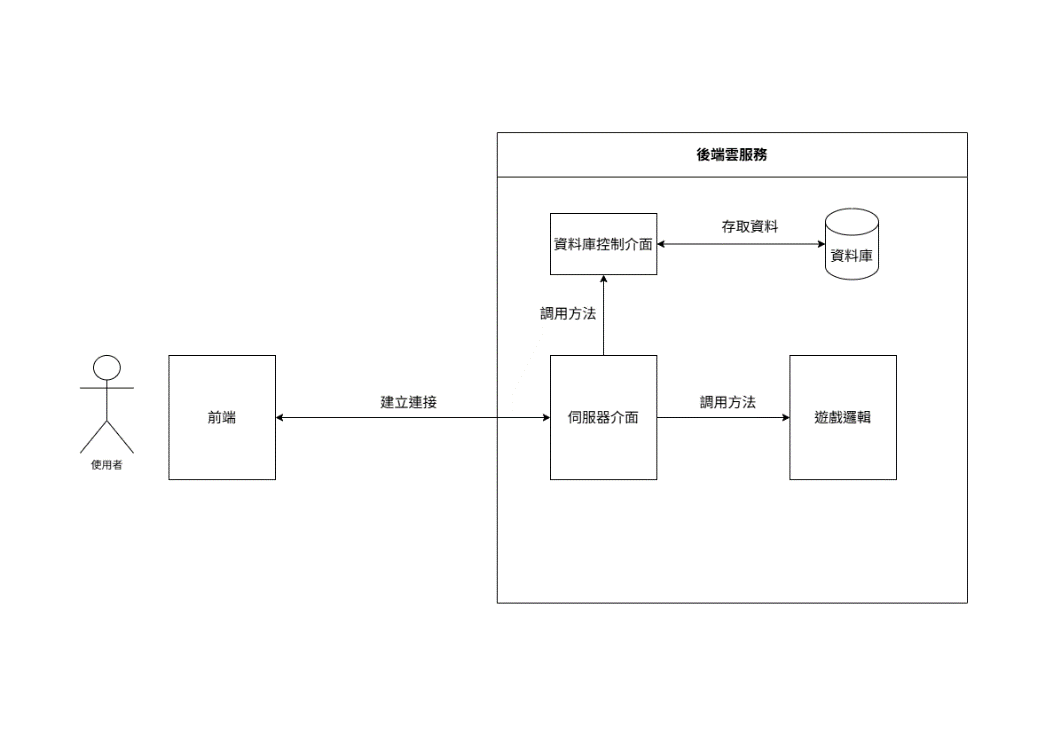 後端雲服務
資料庫控制介面
存取資料
資料庫
調用方法
使用者
前端
建立連接
伺服器介面
調用方法
遊戲邏輯